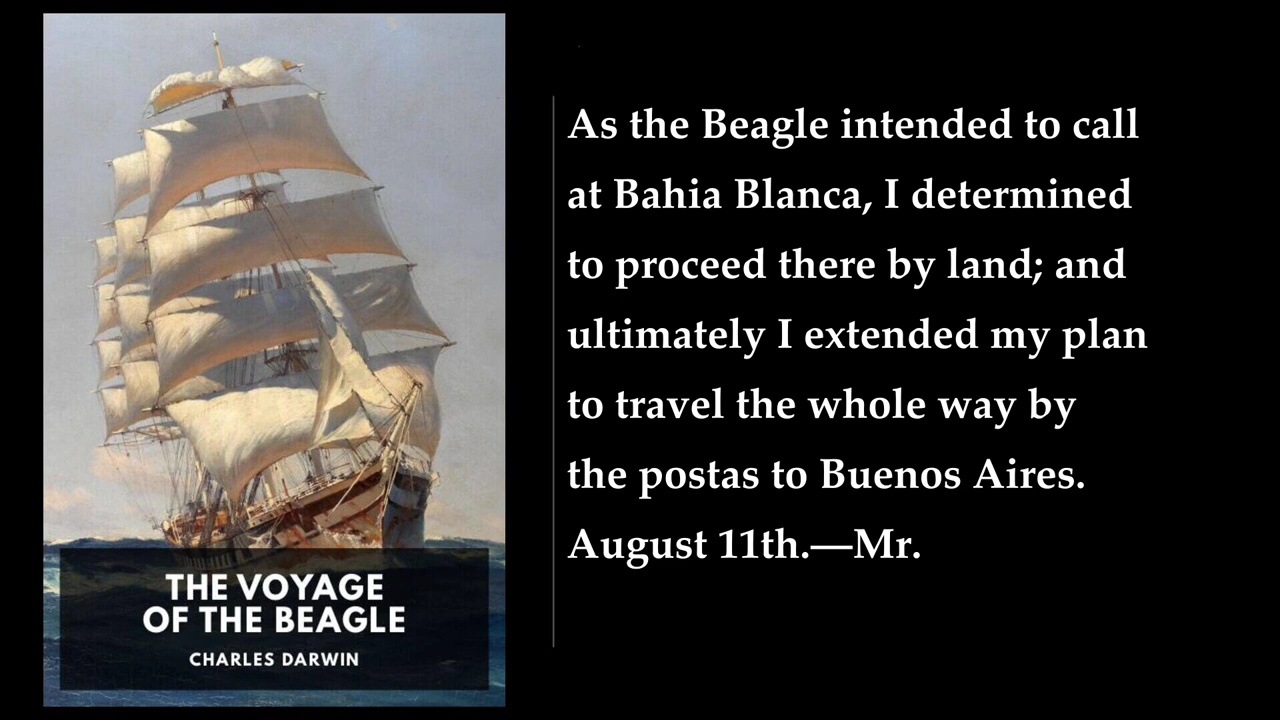 THE VOYAGE
OF THE BEAGLE
CHARLES DARWIN
As the Beagle intended to call
at Bahia Blanca, I determined
to proceed there by land; and
ultimately I extended my plan
to travel the whole way by
the postas to Buenos Aires.
August 11th.—Mr.